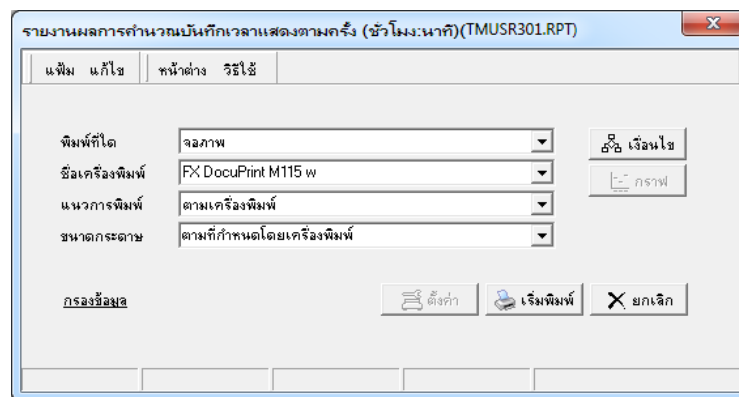 รายงานผลการคำนวณบันทึกเวลาแสดงตามครั้ง (ชั่วโมง:นาที)(TMUSR301.RPT)
แฟ้ม แก้ไข หน้าต่าง วิธีใช้
พิมพ์ที่ใด จอภาพ เงื่อนไข
ชื่อเครื่องพิมพ์ FX DocuPrint M115 w กราฟ
แนวการพิมพ์ ตามเครื่องพิมพ์
ขนาดกระดาษ ตามที่กำหนดโดยเครื่องพิมพ์
กรองข้อมูล ตั้งค่า เริ่มพิมพ์ ยกเลิก